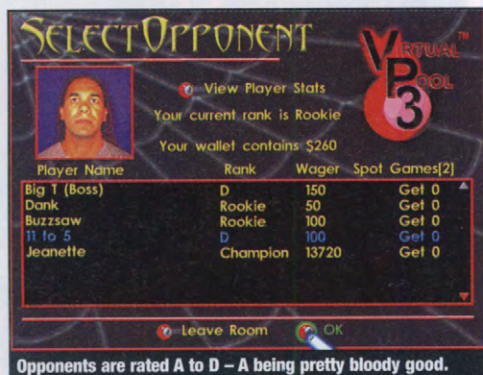 SELECT OPPONENT
VIRTUAL POOL 3 ™
View Player Stats
Your current rank is Rookie
Your wallet contains $260
Player Name Rank Wager Spot Games[2]
Big T (Boss) D 150 Get 0
Dank Rookie 50 Get 0
Buzzsaw Rookie 100 Get 0
11 to 5 D 100 Get 0
Jeanette Champion 13720 Get 0
Leave Room OK
Opponents are rated A to D – A being pretty bloody good.